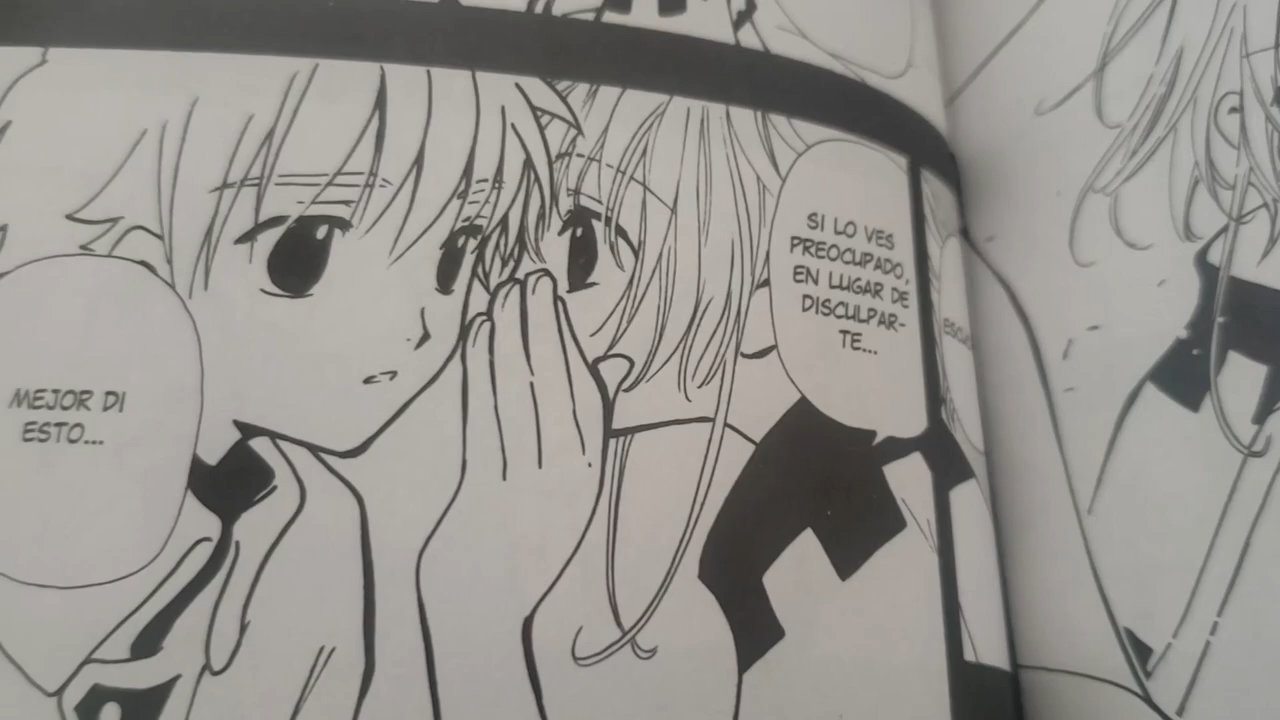 SI LO VES
PREOCUPADO,
EN LUGAR DE
DISCULPAR-
TE...
MEJOR DI
ESTO...